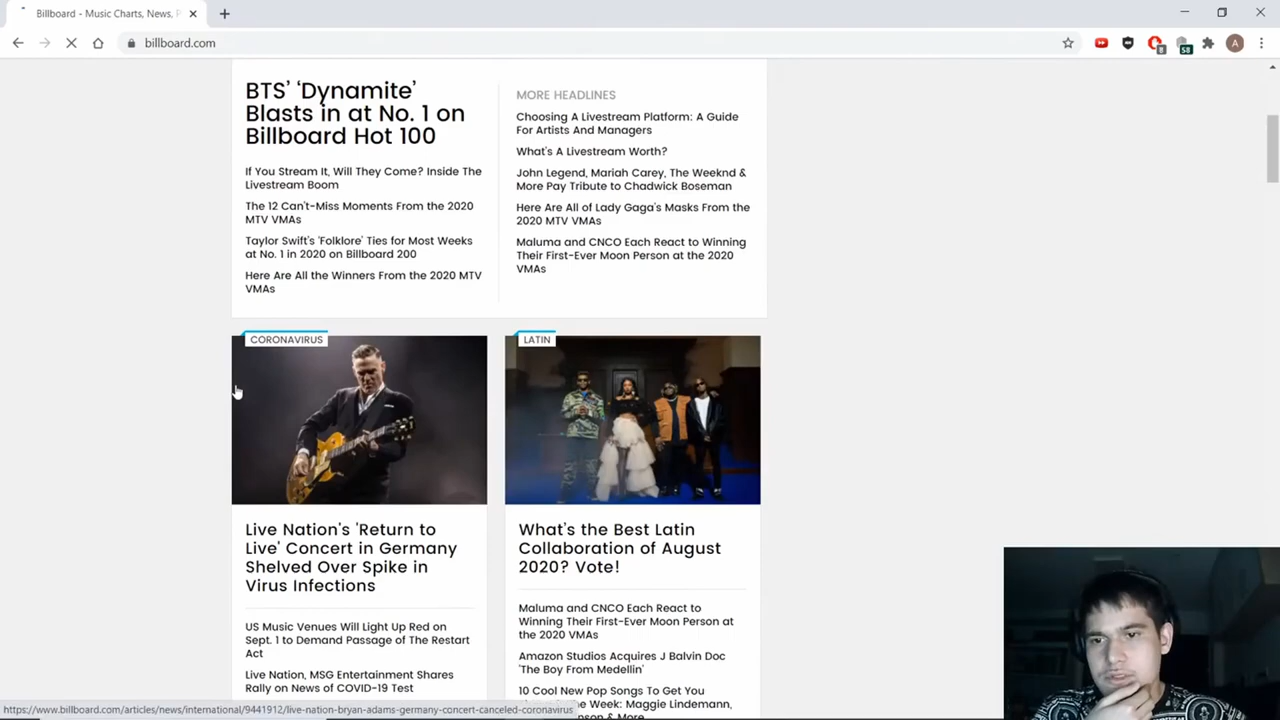 Billboard - Music Charts, News, P
billboard.com
8
58
A
BTS' 'Dynamite'
Blasts in at No. 1 on
Billboard Hot 100
If You Stream It, Will They Come? Inside The
Livestream Boom
The 12 Can't-Miss Moments From the 2020
MTV VMAs
Taylor Swift's 'Folklore' Ties for Most Weeks
at No. 1 in 2020 on Billboard 200
Here Are All the Winners From the 2020 MTV
VMAs
MORE HEADLINES
Choosing A Livestream Platform: A Guide
For Artists And Managers
What's A Livestream Worth?
John Legend, Mariah Carey, The Weeknd &
More Pay Tribute to Chadwick Boseman
Here Are All of Lady Gaga's Masks From the
2020 MTV VMAs
Maluma and CNCO Each React to Winning
Their First-Ever Moon Person at the 2020
VMAs
CORONAVIRUS
Live Nation's 'Return to
Live' Concert in Germany
Shelved Over Spike in
Virus Infections
US Music Venues Will Light Up Red on
Sept. 1 to Demand Passage of The Restart
Act
Live Nation, MSG Entertainment Shares
Rally on News of COVID-19 Test
LATIN
What's the Best Latin
Collaboration of August
2020? Vote!
Maluma and CNCO Each React to
Winning Their First-Ever Moon Person at
the 2020 VMAs
Amazon Studios Acquires J Balvin Doc
'The Boy From Medellin'
10 Cool New Pop Songs To Get You
the Week: Maggie Lindemann,
& More
https://www.billboard.com/articles/news/international/9441912/live-nation-bryan-adams-germany-concert-canceled-coronavirus